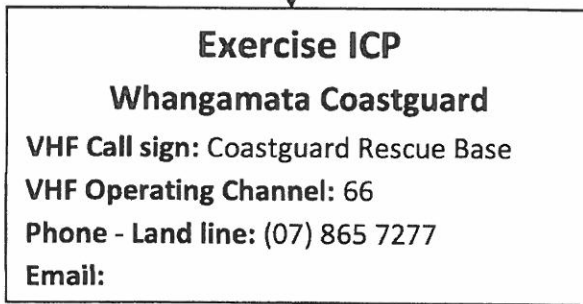 Exercise ICP
Whangamata Coastguard
VHF Call sign: Coastguard Rescue Base
VHF Operating Channel: 66
Phone - Land line: (07) 865 7277
Email: